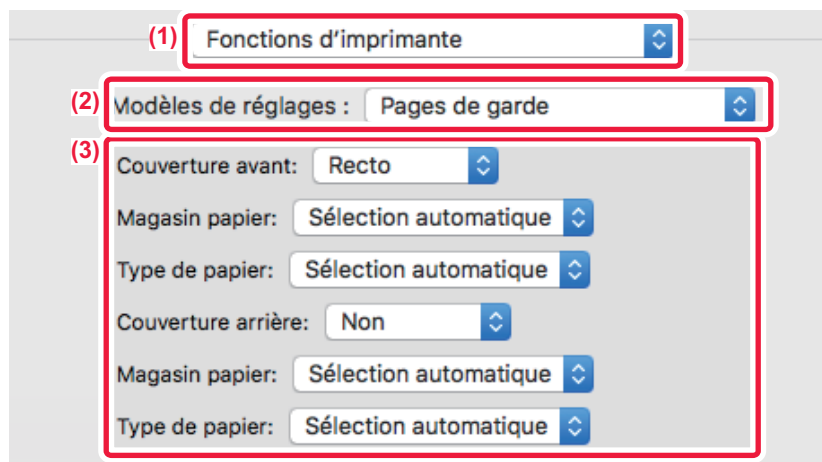 (1) Fonctions d’imprimante
(2) Modèles de réglages : Pages de garde
(3)
Couverture avant: Recto
Magasin papier: Sélection automatique
Type de papier: Sélection automatique
Couverture arrière: Non
Magasin papier: Sélection automatique
Type de papier: Sélection automatique